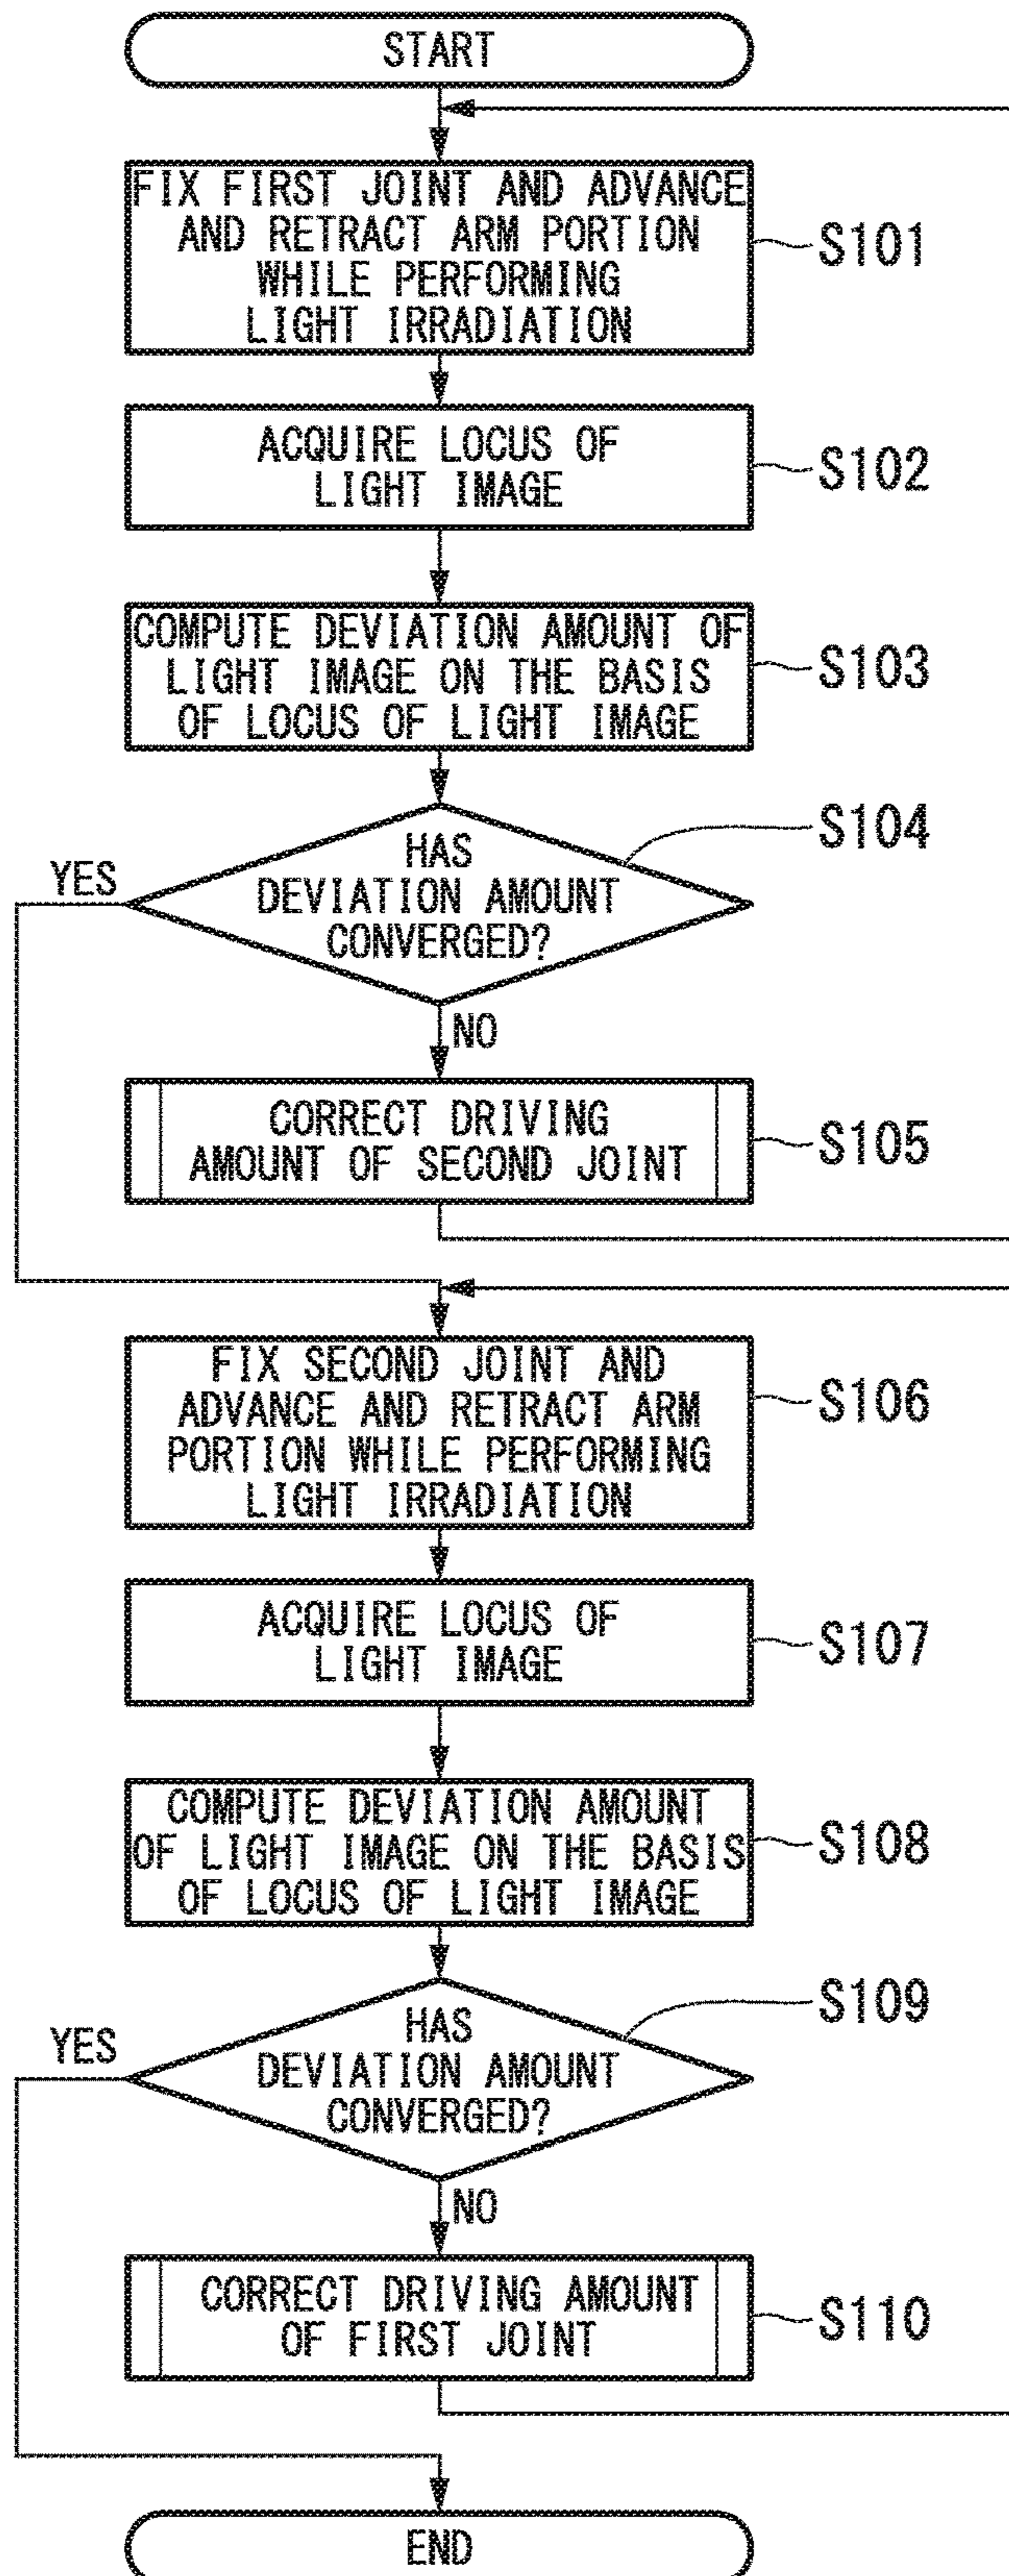 START
FIX FIRST JOINT AND ADVANCE
AND RETRACT ARM PORTION
WHILE PERFORMING
LIGHT IRRADIATION
S101
ACQUIRE LOCUS OF
LIGHT IMAGE
S102
COMPUTE DEVIATION AMOUNT OF
LIGHT IMAGE ON THE BASIS
OF LOCUS OF LIGHT IMAGE
S103
S104
HAS
DEVIATION AMOUNT
CONVERGED?
YES
NO
CORRECT DRIVING
AMOUNT OF SECOND JOINT
S105
FIX SECOND JOINT AND
ADVANCE AND RETRACT ARM
PORTION WHILE PERFORMING
LIGHT IRRADIATION
S106
ACQUIRE LOCUS OF
LIGHT IMAGE
S107
COMPUTE DEVIATION AMOUNT
OF LIGHT IMAGE ON THE BASIS
OF LOCUS OF LIGHT IMAGE
S108
S109
HAS
DEVIATION AMOUNT
CONVERGED?
YES
NO
CORRECT DRIVING AMOUNT
OF FIRST JOINT
S110
END